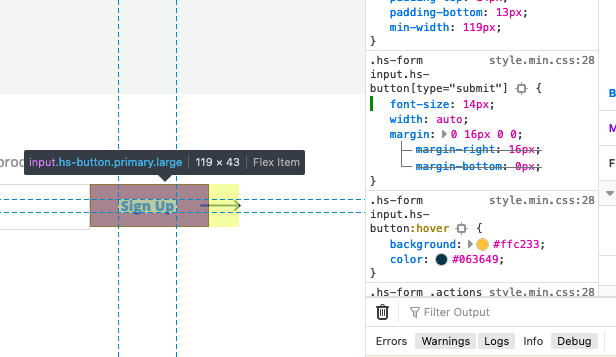 padding-bottom: 13px;
min-width: 119px;
}
.hs-form style.min.css:28
input.hs-
button[type="submit"] {
font-size: 14px;
width: auto;
margin: 0 16px 0 0;
margin-right: 16px;
margin-bottom: 0px;
}
.hs-form style.min.css:28
input.hs-
button:hover {
background: #ffc233;
color: #063649;
}
.hs-form .actions style.min.css:28
proc
input.hs-button.primary.large 119 × 43 Flex Item
Sign Up
Filter Output
Errors Warnings Logs Info Debug
B
M
F